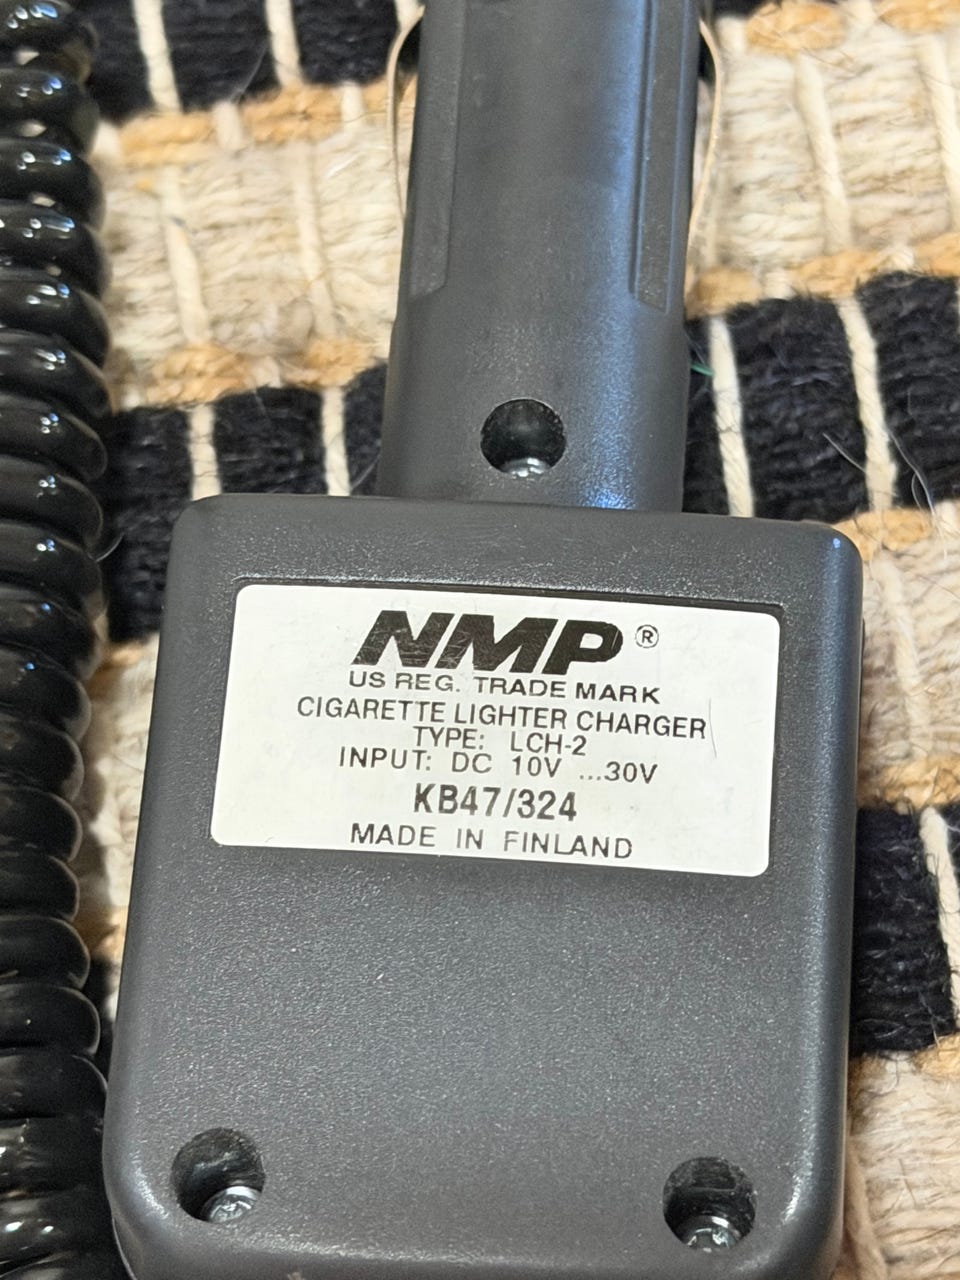 NMP®
US REG. TRADE MARK
CIGARETTE LIGHTER CHARGER
TYPE: LCH-2
INPUT: DC 10V ...30V
KB47/324
MADE IN FINLAND